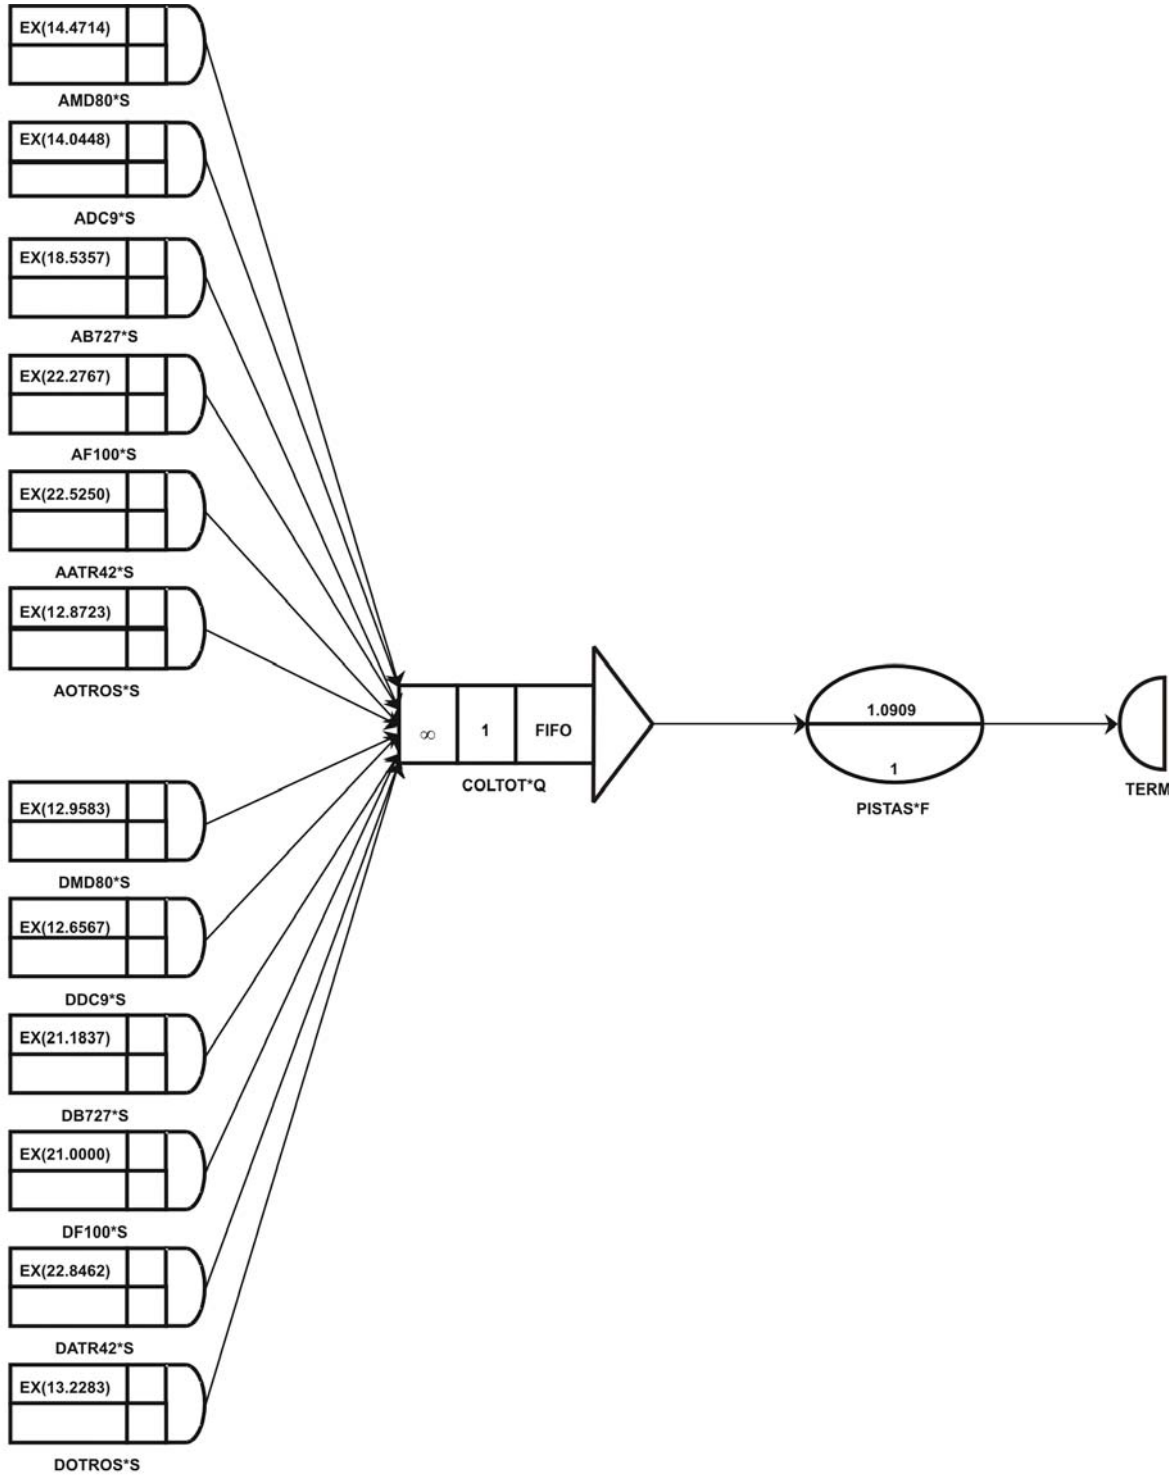 EX(14.4714)
AMD80*S
EX(14.0448)
ADC9*S
EX(18.5357)
AB727*S
EX(22.2767)
AF100*S
EX(22.5250)
AATR42*S
EX(12.8723)
AOTROS*S
∞ 1 FIFO
COLTOT*Q
1.0909
1
PISTAS*F
TERM
EX(12.9583)
DMD80*S
EX(12.6567)
DDC9*S
EX(21.1837)
DB727*S
EX(21.0000)
DF100*S
EX(22.8462)
DATR42*S
EX(13.2283)
DOTROS*S